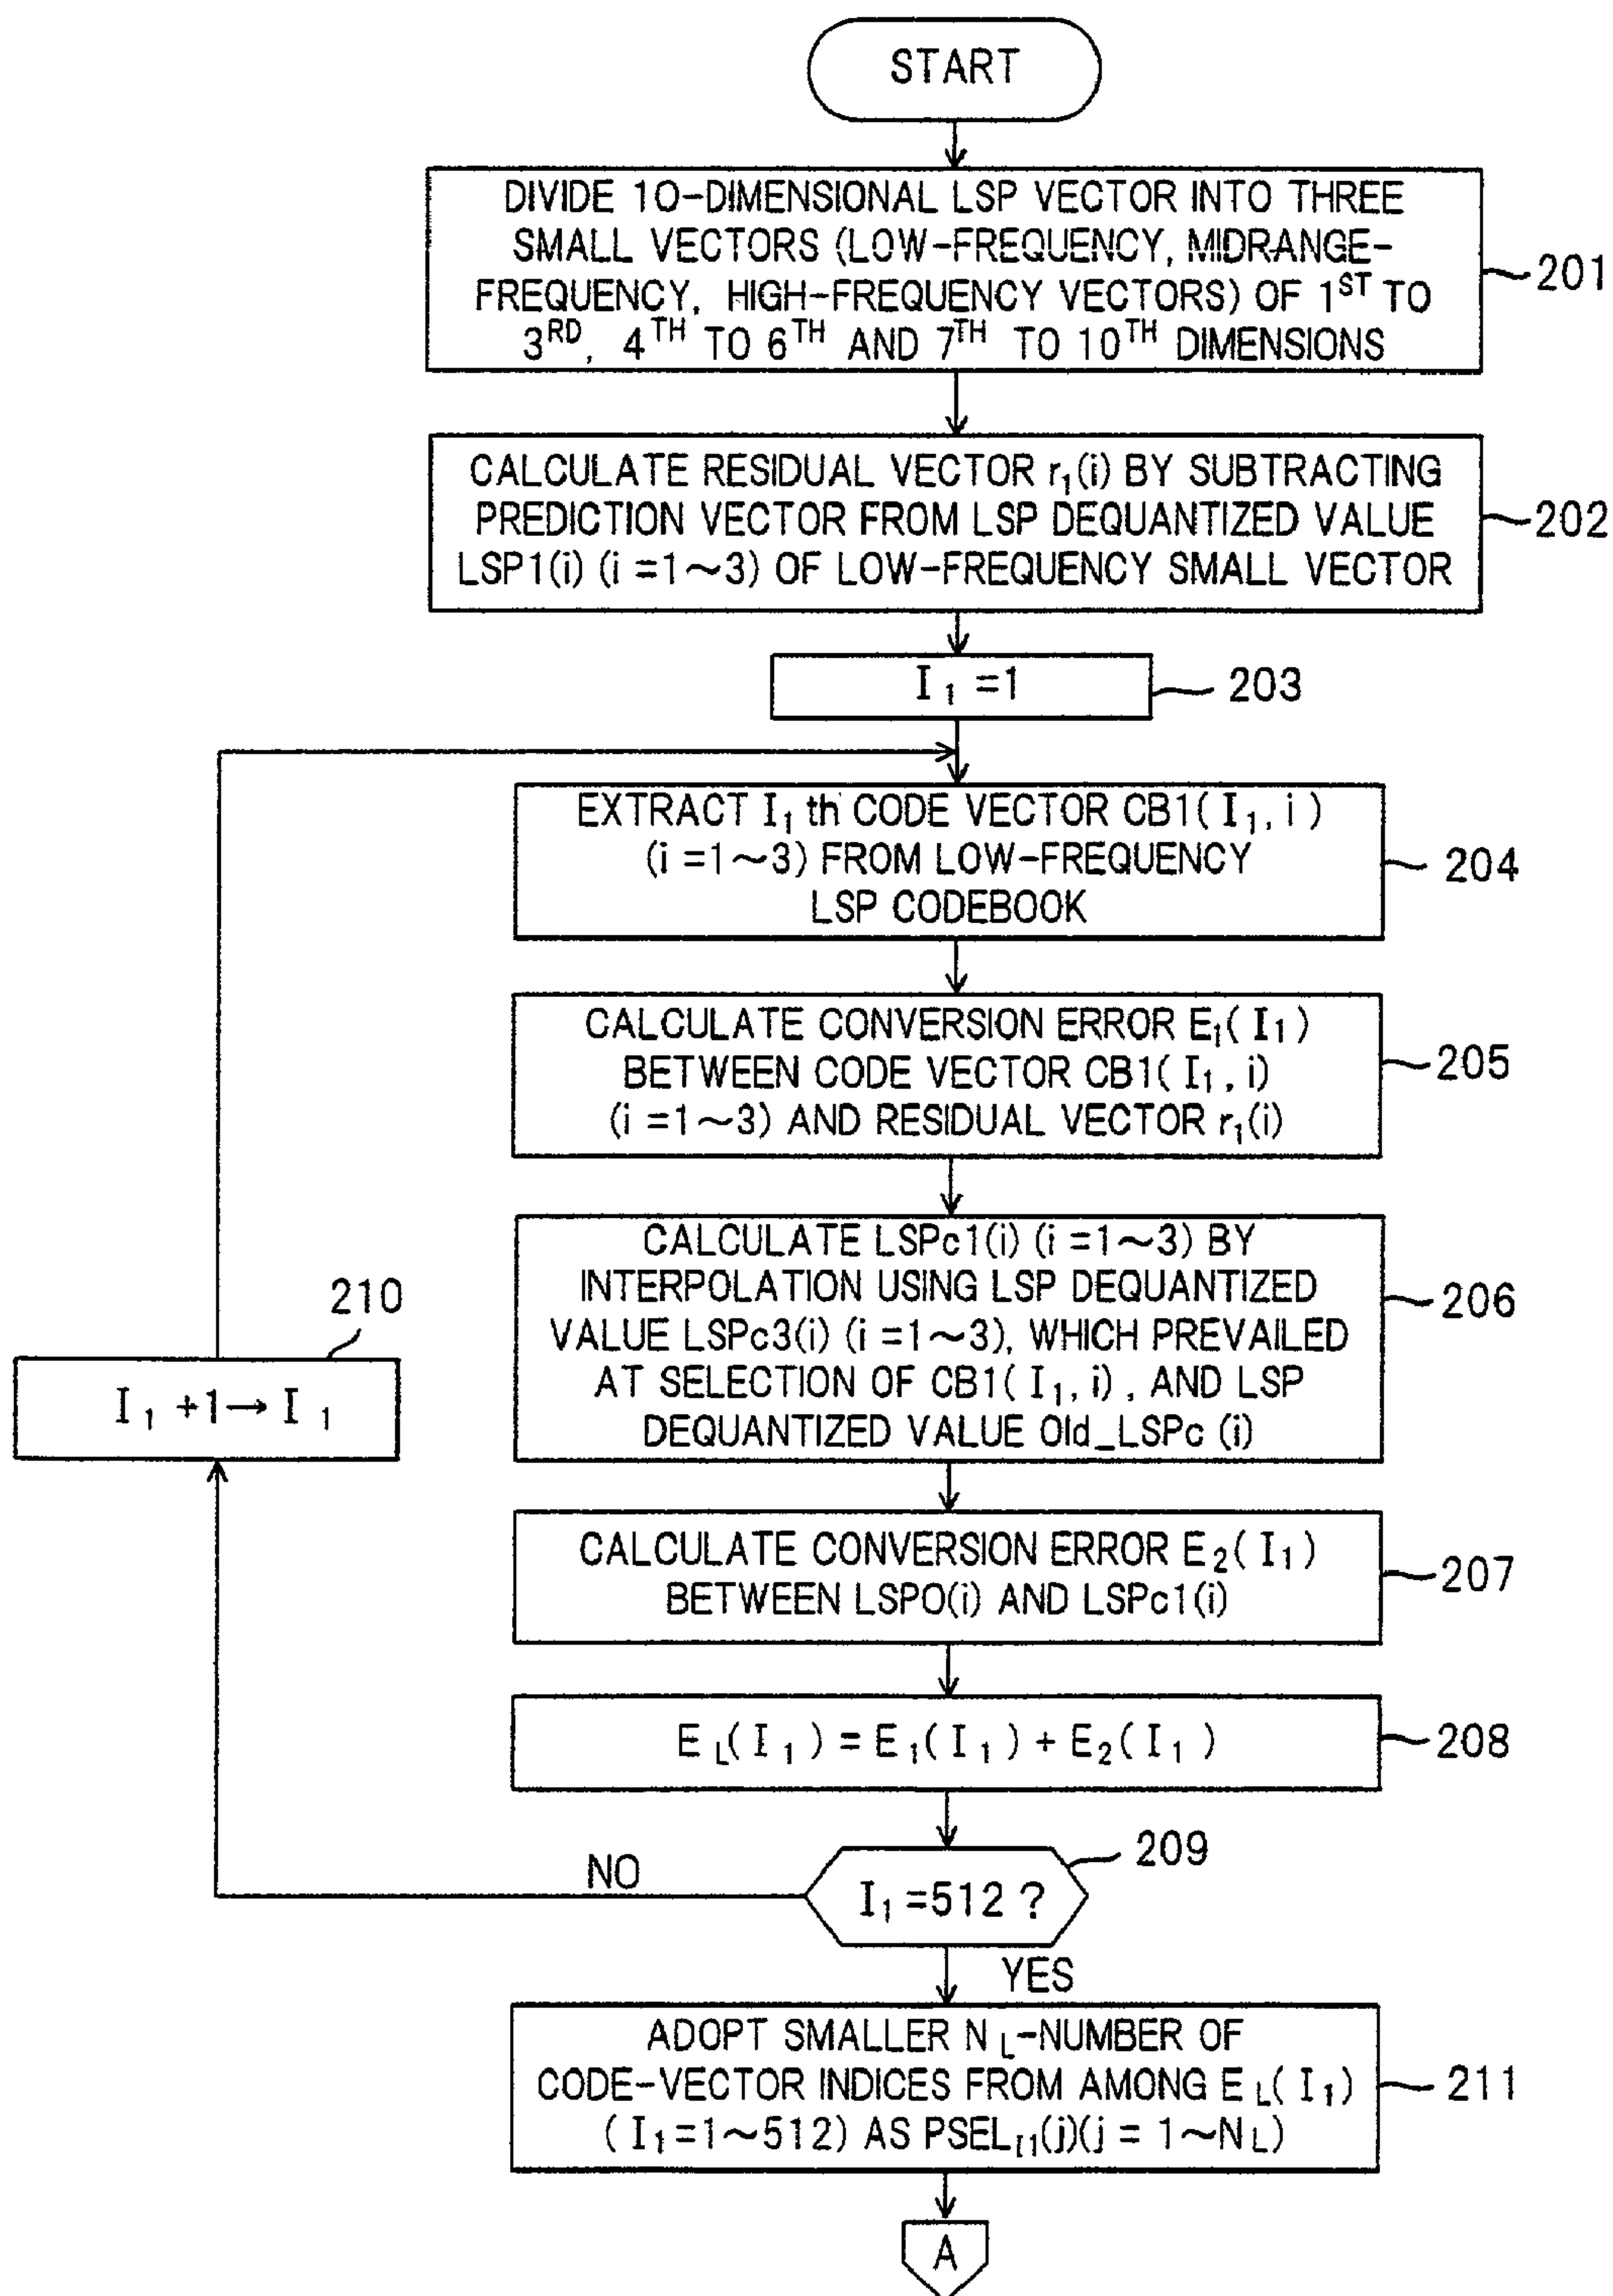 START
DIVIDE 10-DIMENSIONAL LSP VECTOR INTO THREE
SMALL VECTORS (LOW-FREQUENCY, MIDRANGE-
FREQUENCY, HIGH-FREQUENCY VECTORS) OF 1ST TO
3RD, 4TH TO 6TH AND 7TH TO 10TH DIMENSIONS
201
CALCULATE RESIDUAL VECTOR r₁(i) BY SUBTRACTING
PREDICTION VECTOR FROM LSP DEQUANTIZED VALUE
LSP1(i) (i =1~3) OF LOW-FREQUENCY SMALL VECTOR
202
I₁ =1
203
EXTRACT I₁ th CODE VECTOR CB1( I₁, i )
(i =1~3) FROM LOW-FREQUENCY
LSP CODEBOOK
204
CALCULATE CONVERSION ERROR E₁( I₁ )
BETWEEN CODE VECTOR CB1( I₁, i)
(i =1~3) AND RESIDUAL VECTOR r₁(i)
205
CALCULATE LSPc1(i) (i =1~3) BY
INTERPOLATION USING LSP DEQUANTIZED
VALUE LSPc3(i) (i =1~3), WHICH PREVAILED
AT SELECTION OF CB1( I₁, i) , AND LSP
DEQUANTIZED VALUE Old_LSPc (i)
206
210
I₁ +1→ I₁
CALCULATE CONVERSION ERROR E₂( I₁ )
BETWEEN LSP0(i) AND LSPc1(i)
207
E_L( I₁ ) = E₁( I₁ ) + E₂( I₁ )
208
209
NO
I₁ =512 ?
YES
ADOPT SMALLER N_L-NUMBER OF
CODE-VECTOR INDICES FROM AMONG E_L( I₁ )
( I₁=1~512) AS PSEL_I1(j)(j = 1~N_L)
211
A